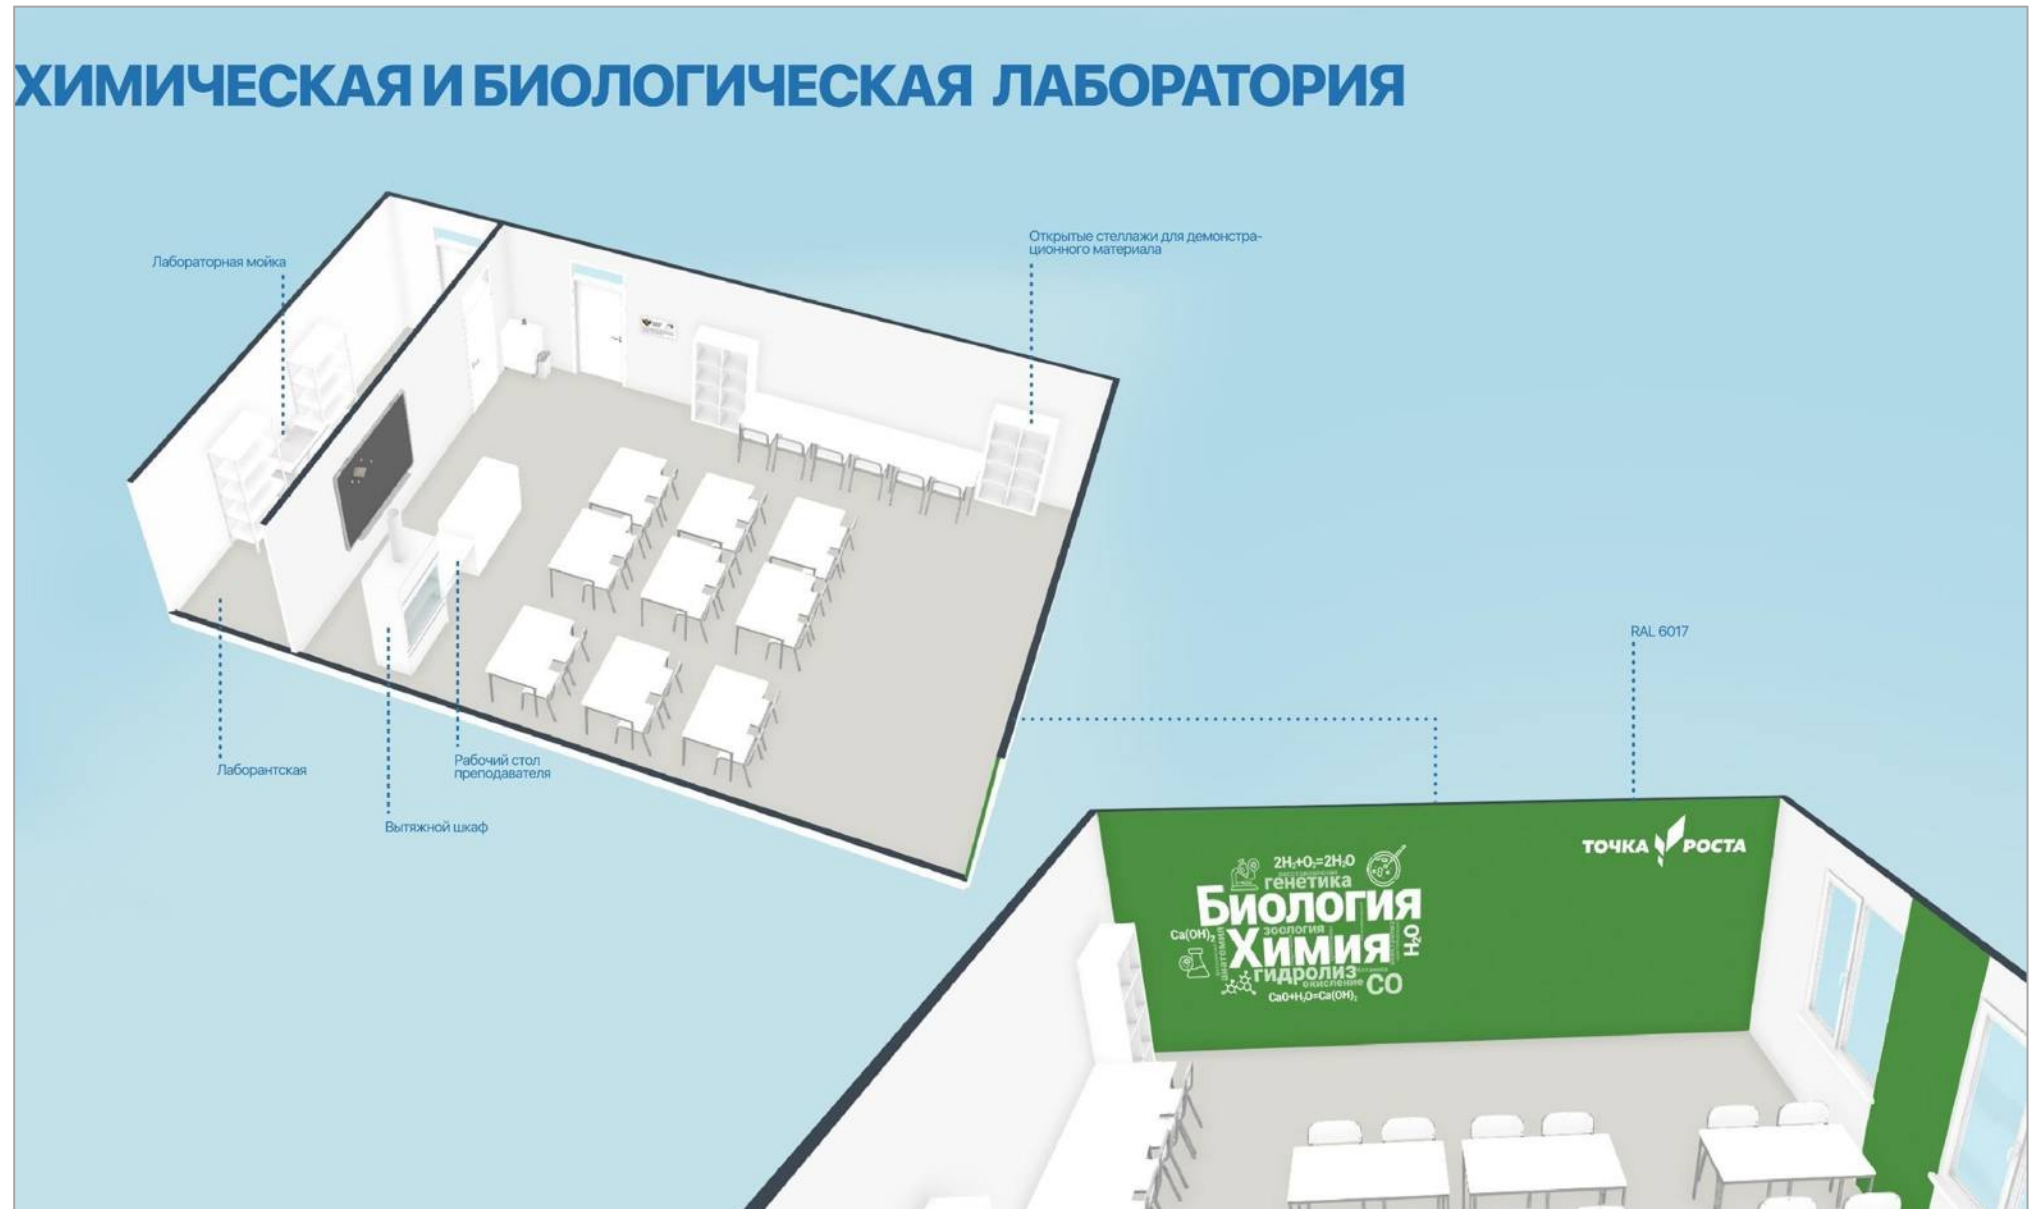 ХИМИЧЕСКАЯ И БИОЛОГИЧЕСКАЯ ЛАБОРАТОРИЯ
Открытые стеллажи для демонстра-
ционного материала
Лабораторная мойка
RAL 6017
Рабочий стол
преподавателя
Лаборантская
Вытяжной шкаф
ТОЧКА РОСТА
2H₂+O₂=2H₂O
генетика
Биология
Ca(OH)₂
зоология
анатомия
Химия
H₂O
гидролиз
окисление
CO
CaO+H₂O=Ca(OH)₂